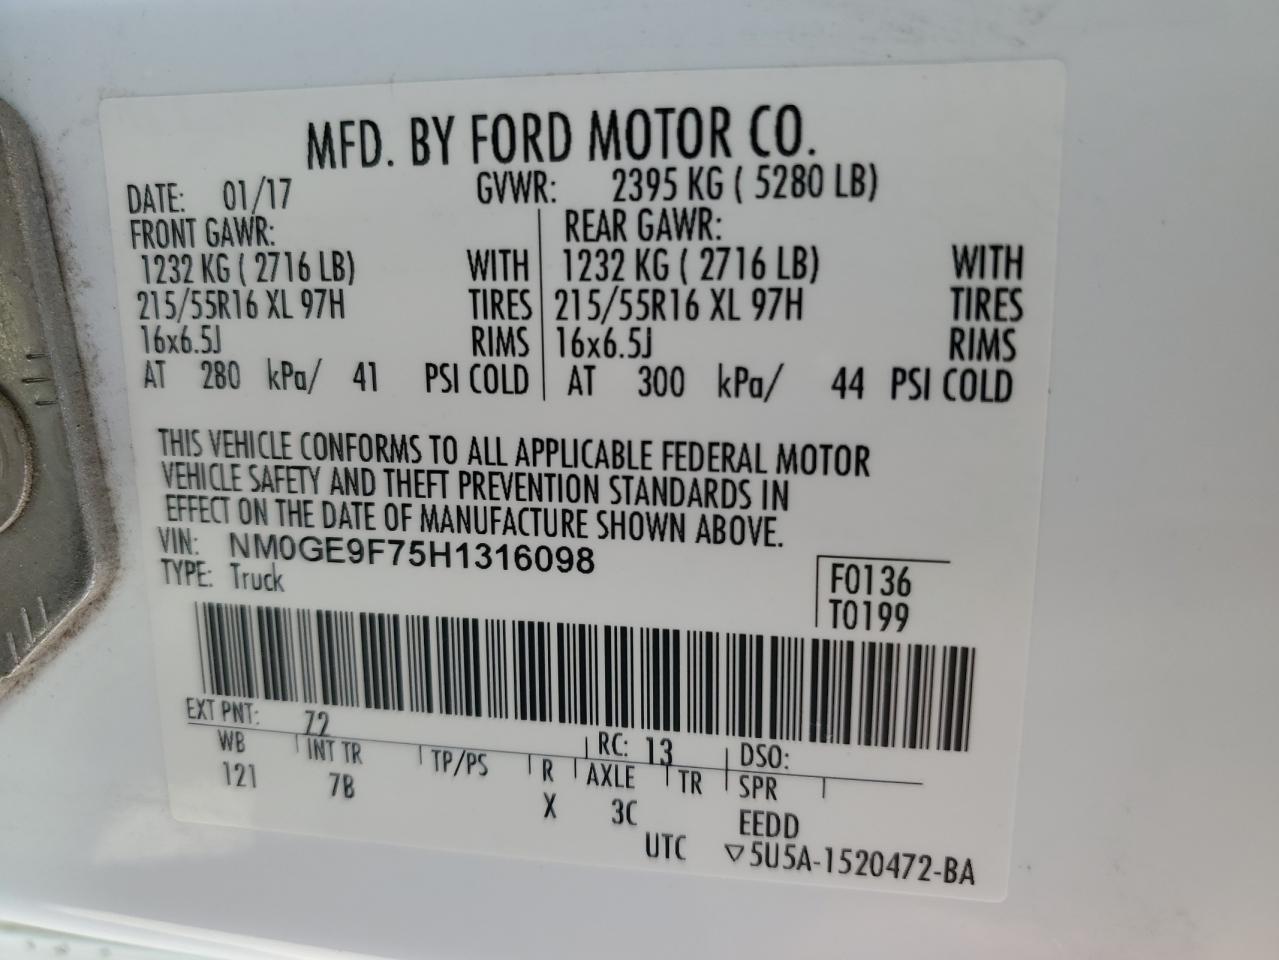 MFD. BY FORD MOTOR CO.
DATE: 01/17 GVWR: 2395 KG ( 5280 LB)
FRONT GAWR: REAR GAWR:
1232 KG ( 2716 LB) WITH 1232 KG ( 2716 LB) WITH
215/55R16 XL 97H TIRES 215/55R16 XL 97H TIRES
16x6.5J RIMS 16x6.5J RIMS
AT 280 kPa/ 41 PSI COLD AT 300 kPa/ 44 PSI COLD
THIS VEHICLE CONFORMS TO ALL APPLICABLE FEDERAL MOTOR
VEHICLE SAFETY AND THEFT PREVENTION STANDARDS IN
EFFECT ON THE DATE OF MANUFACTURE SHOWN ABOVE.
VIN: NM0GE9F75H1316098
TYPE: Truck
F0136
T0199
EXT PNT: 72 RC: 13 DSO:
WB INT TR TP/PS R AXLE TR SPR
121 7B X 3C EEDD
UTC ▽5U5A-1520472-BA